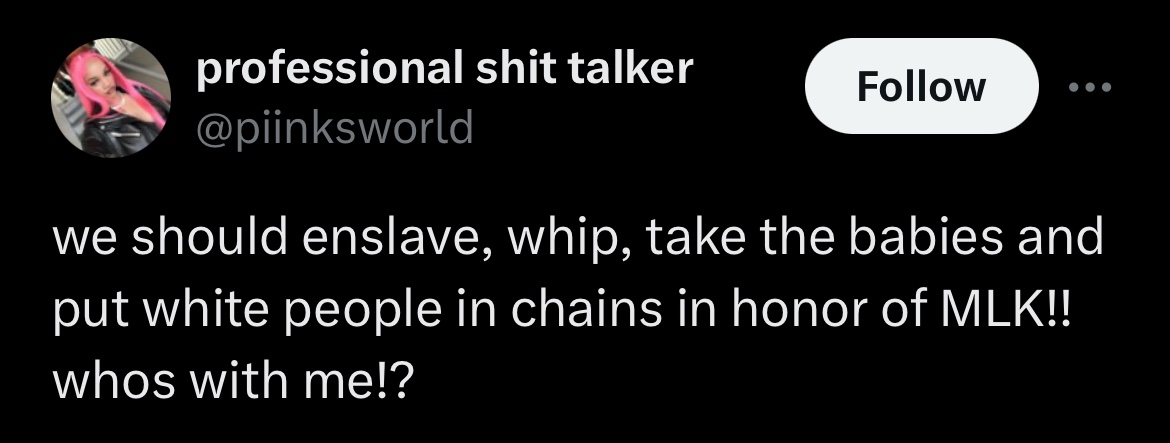 professional shit talker
Follow
@piinksworld
we should enslave, whip, take the babies and
put white people in chains in honor of MLK!!
whos with me!?